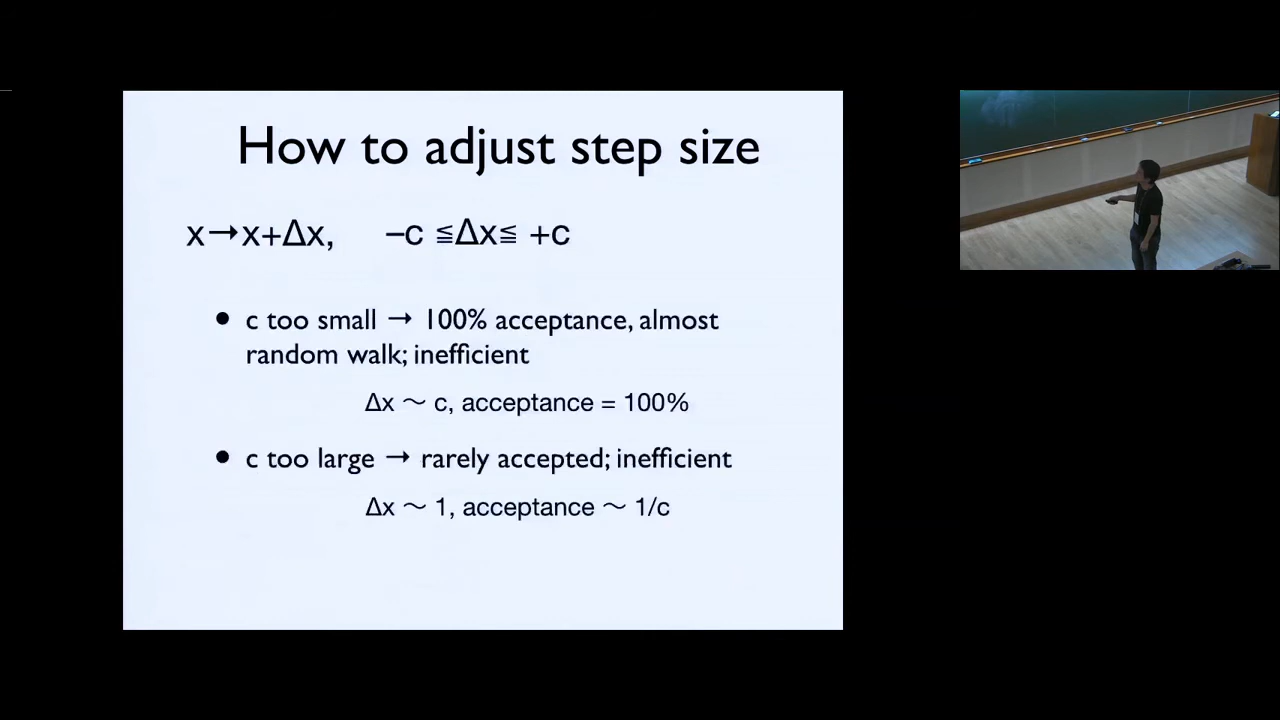 How to adjust step size
x→x+Δx, −c ≦Δx≦ +c
• c too small → 100% acceptance, almost
random walk; inefficient
Δx ～ c, acceptance = 100%
• c too large → rarely accepted; inefficient
Δx ～ 1, acceptance ～ 1/c